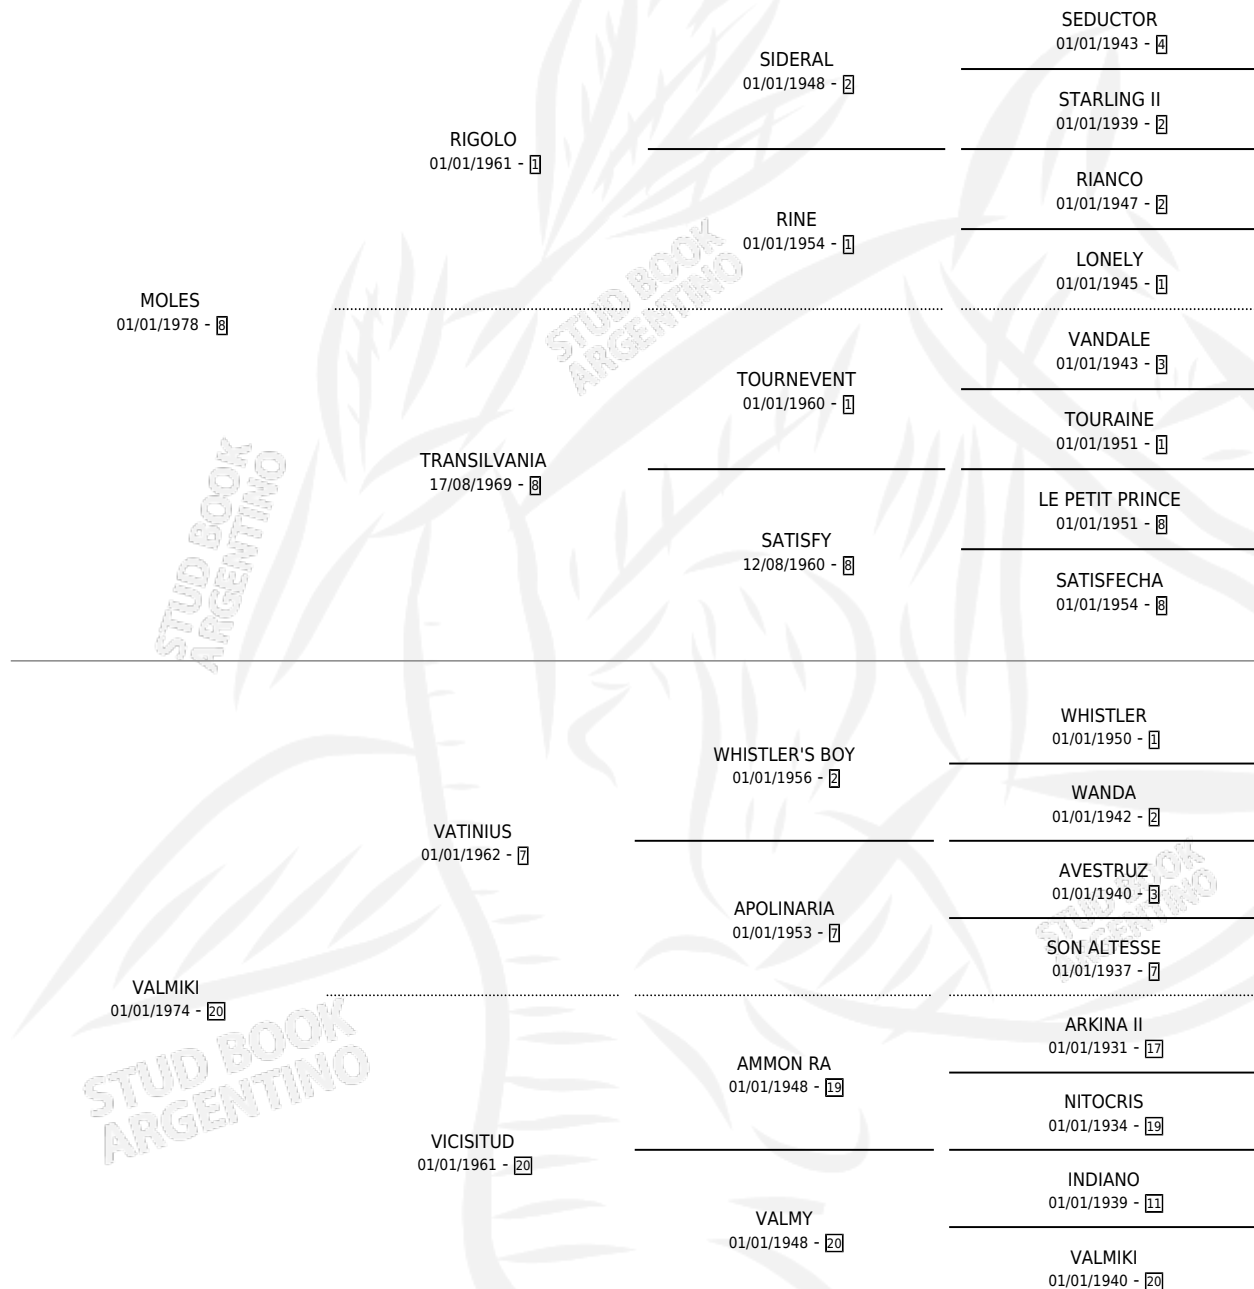 SEDUCTOR
01/01/1943 - 4
SIDERAL
01/01/1948 - 2
STARLING II
01/01/1939 - 2
RIGOLO
01/01/1961 - 1
RIANCO
01/01/1947 - 2
RINE
01/01/1954 - 1
LONELY
01/01/1945 - 1
MOLES
01/01/1978 - 8
VANDALE
01/01/1943 - 3
TOURNEVENT
01/01/1960 - 1
TOURAINE
01/01/1951 - 1
TRANSILVANIA
17/08/1969 - 8
LE PETIT PRINCE
01/01/1951 - 8
SATISFY
12/08/1960 - 8
SATISFECHA
01/01/1954 - 8
WHISTLER
01/01/1950 - 1
WHISTLER'S BOY
01/01/1956 - 2
WANDA
01/01/1942 - 2
VATINIUS
01/01/1962 - 7
AVESTRUZ
01/01/1940 - 3
APOLINARIA
01/01/1953 - 7
SON ALTESSE
01/01/1937 - 7
VALMIKI
01/01/1974 - 20
ARKINA II
01/01/1931 - 17
AMMON RA
01/01/1948 - 19
NITOCRIS
01/01/1934 - 19
VICISITUD
01/01/1961 - 20
INDIANO
01/01/1939 - 11
VALMY
01/01/1948 - 20
VALMIKI
01/01/1940 - 20
STUD BOOK
ARGENTINO
STUD BOOK
ARGENTINO
STUD BOOK
ARGENTINO
STUD BOOK
ARGENTINO